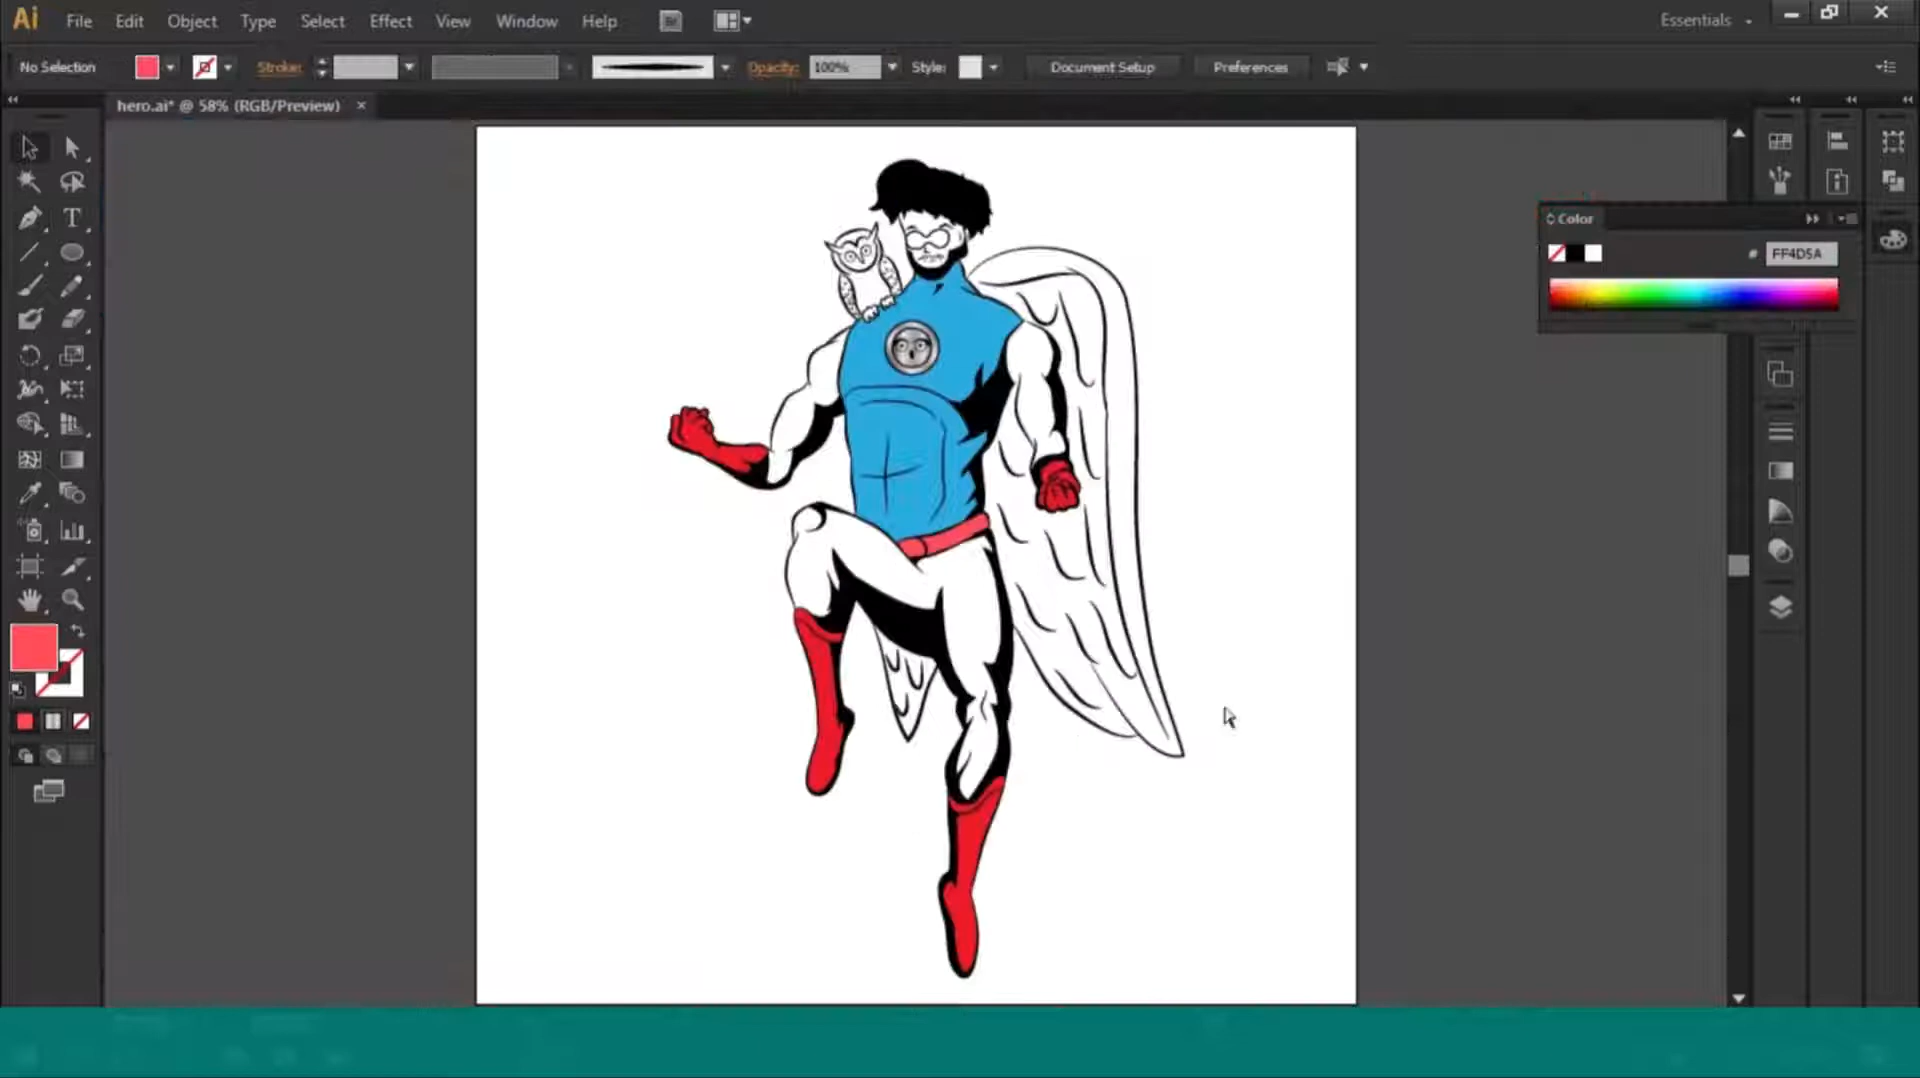 Ai File Edit Object Type Select Effect View Window Help Essentials
No Selection Stroke: Opacity: 100% Style: Document Setup Preferences
hero.ai* @ 58% (RGB/Preview)
Color
# FF4D5A